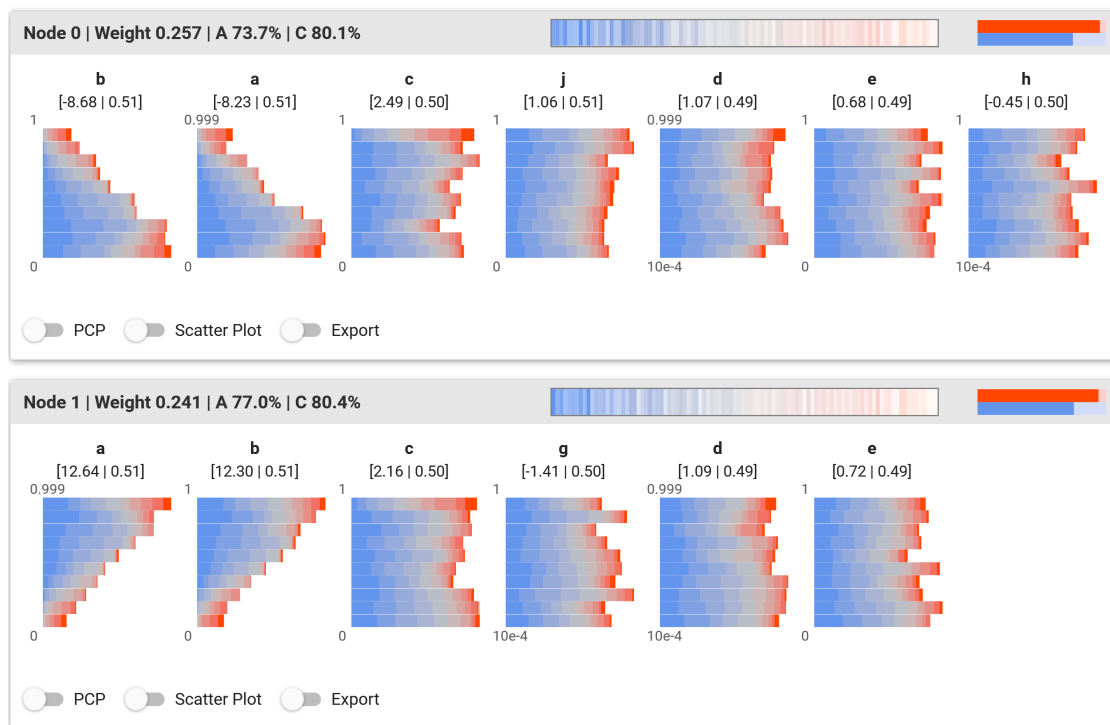 Node 0 | Weight 0.257 | A 73.7% | C 80.1%
b a c j d e h
[-8.68 | 0.51] [-8.23 | 0.51] [2.49 | 0.50] [1.06 | 0.51] [1.07 | 0.49] [0.68 | 0.49] [-0.45 | 0.50]
1 0.999 1 1 0.999 1 1
0 0 0 0 10e-4 0 10e-4
PCP Scatter Plot Export
Node 1 | Weight 0.241 | A 77.0% | C 80.4%
a b c g d e
[12.64 | 0.51] [12.30 | 0.51] [2.16 | 0.50] [-1.41 | 0.50] [1.09 | 0.49] [0.72 | 0.49]
0.999 1 1 1 0.999 1
0 0 0 10e-4 10e-4 0
PCP Scatter Plot Export